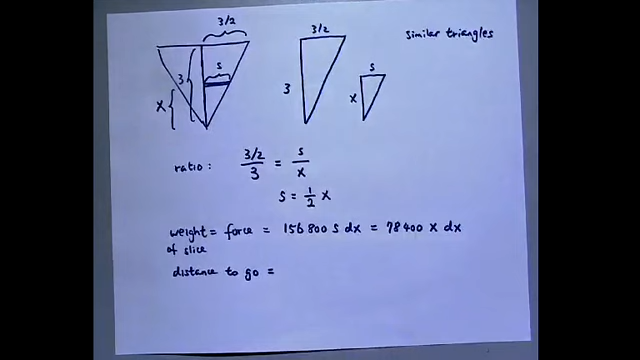 3/2
3
s
x
3/2
3
s
x
similar triangles
ratio: (3/2)/3 = s/x
s = 1/2 x
weight = force = 156 800 s dx = 78 400 x dx
of slice
distance to go =